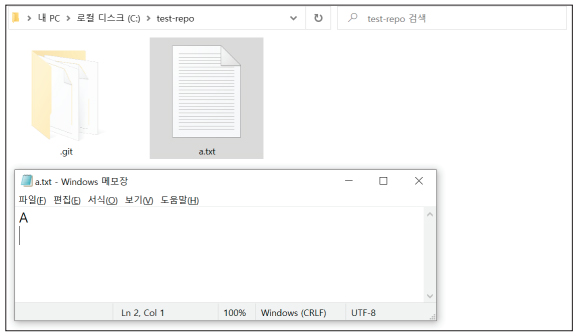 내 PC > 로컬 디스크 (C:) > test-repo
test-repo 검색
.git
a.txt
a.txt - Windows 메모장
파일(F) 편집(E) 서식(O) 보기(V) 도움말(H)
A
Ln 2, Col 1 100% Windows (CRLF) UTF-8